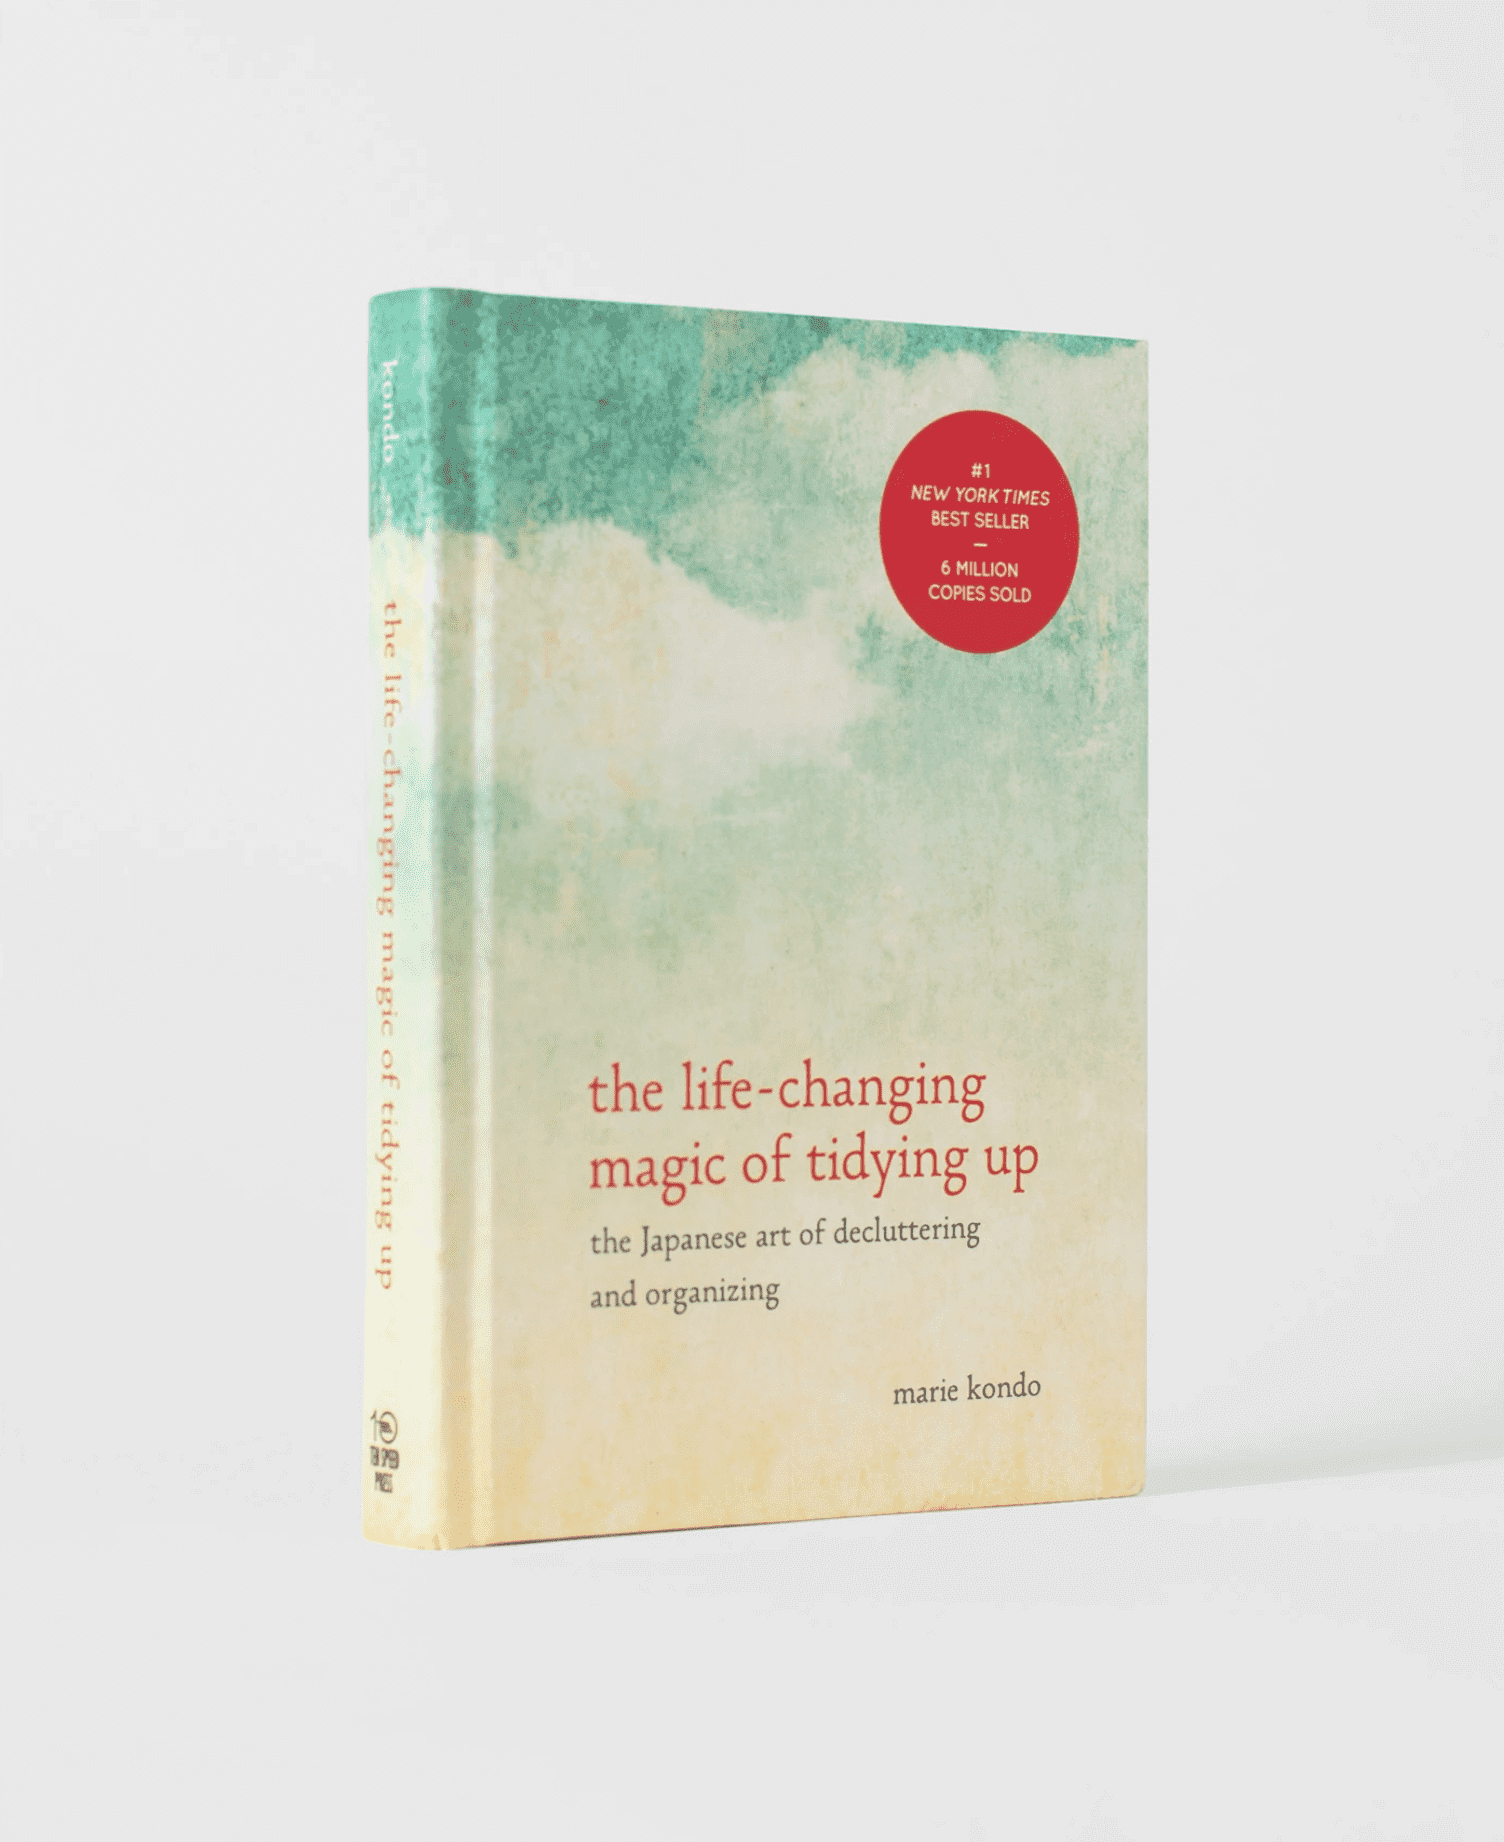 kondo
the life-changing magic of tidying up
#1
NEW YORK TIMES
BEST SELLER
—
6 MILLION
COPIES SOLD
the life-changing
magic of tidying up
the Japanese art of decluttering
and organizing
marie kondo